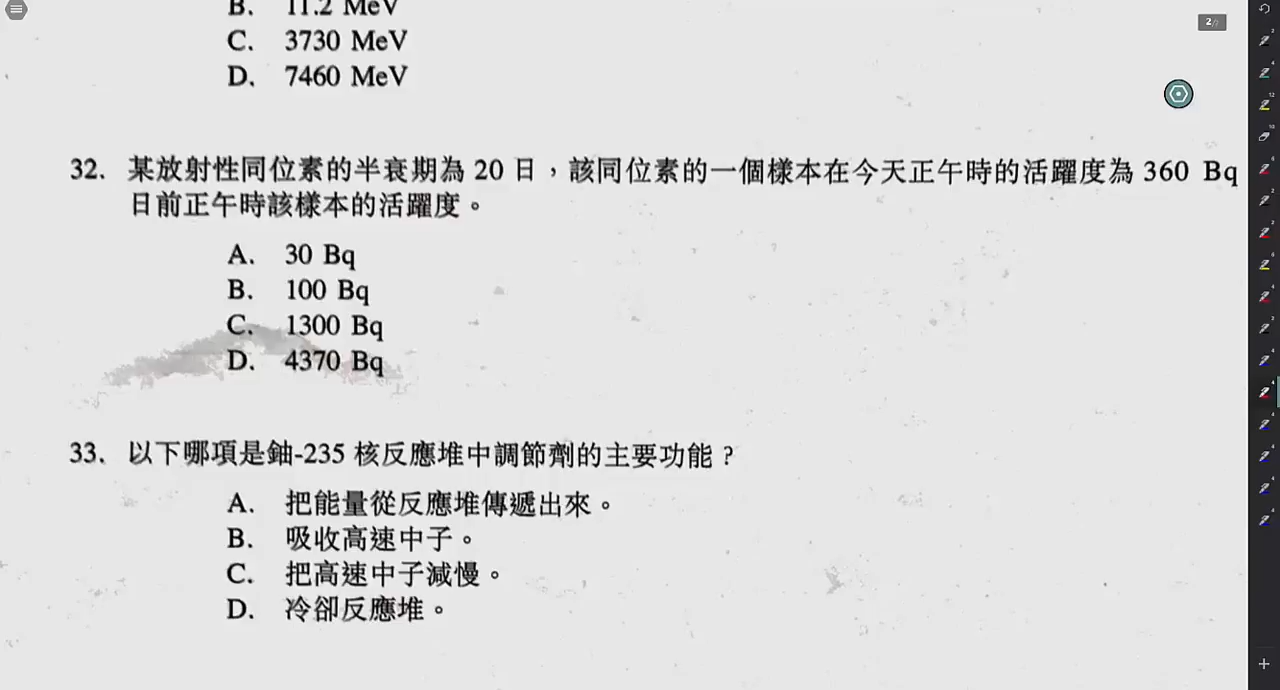 B. 11.2 MeV
C. 3730 MeV
D. 7460 MeV
2/
32. 某放射性同位素的半衰期為 20 日，該同位素的一個樣本在今天正午時的活躍度為 360 Bq
日前正午時該樣本的活躍度。
A. 30 Bq
B. 100 Bq
C. 1300 Bq
D. 4370 Bq
33. 以下哪項是鈾-235 核反應堆中調節劑的主要功能？
A. 把能量從反應堆傳遞出來。
B. 吸收高速中子。
C. 把高速中子減慢。
D. 冷卻反應堆。